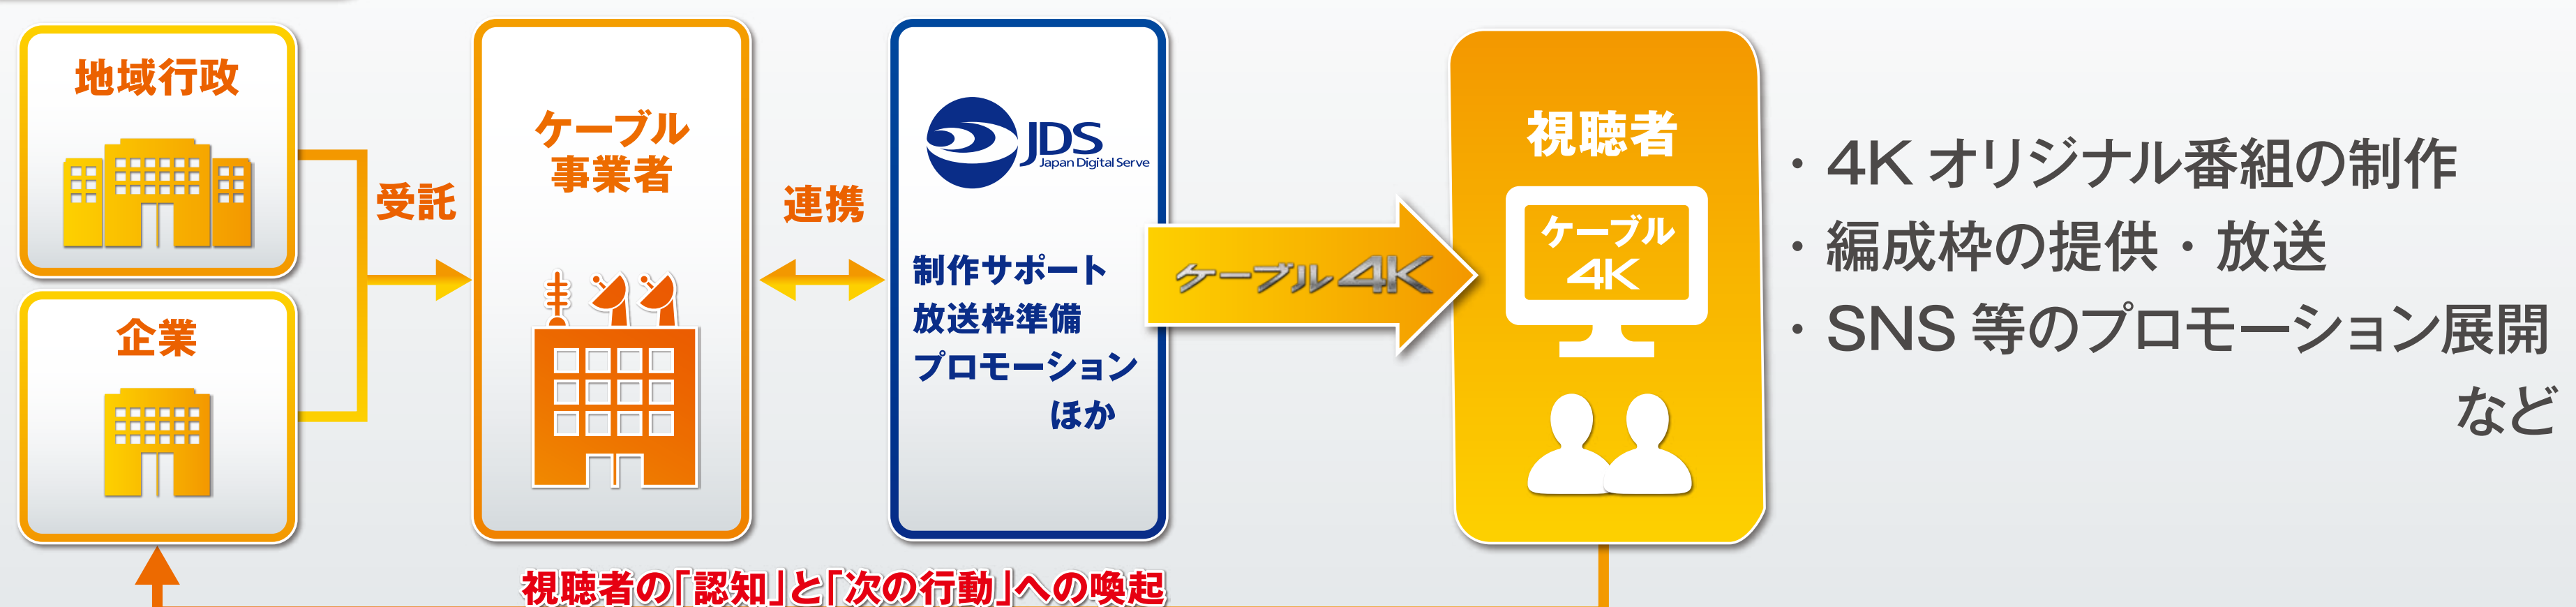 地域行政
企業
受託
ケーブル
事業者
連携
JDS
Japan Digital Serve
制作サポート
放送枠準備
プロモーション
ほか
ケーブル4K
視聴者
ケーブル
4K
・4Kオリジナル番組の制作
・編成枠の提供・放送
・SNS等のプロモーション展開
など
視聴者の「認知」と「次の行動」への喚起